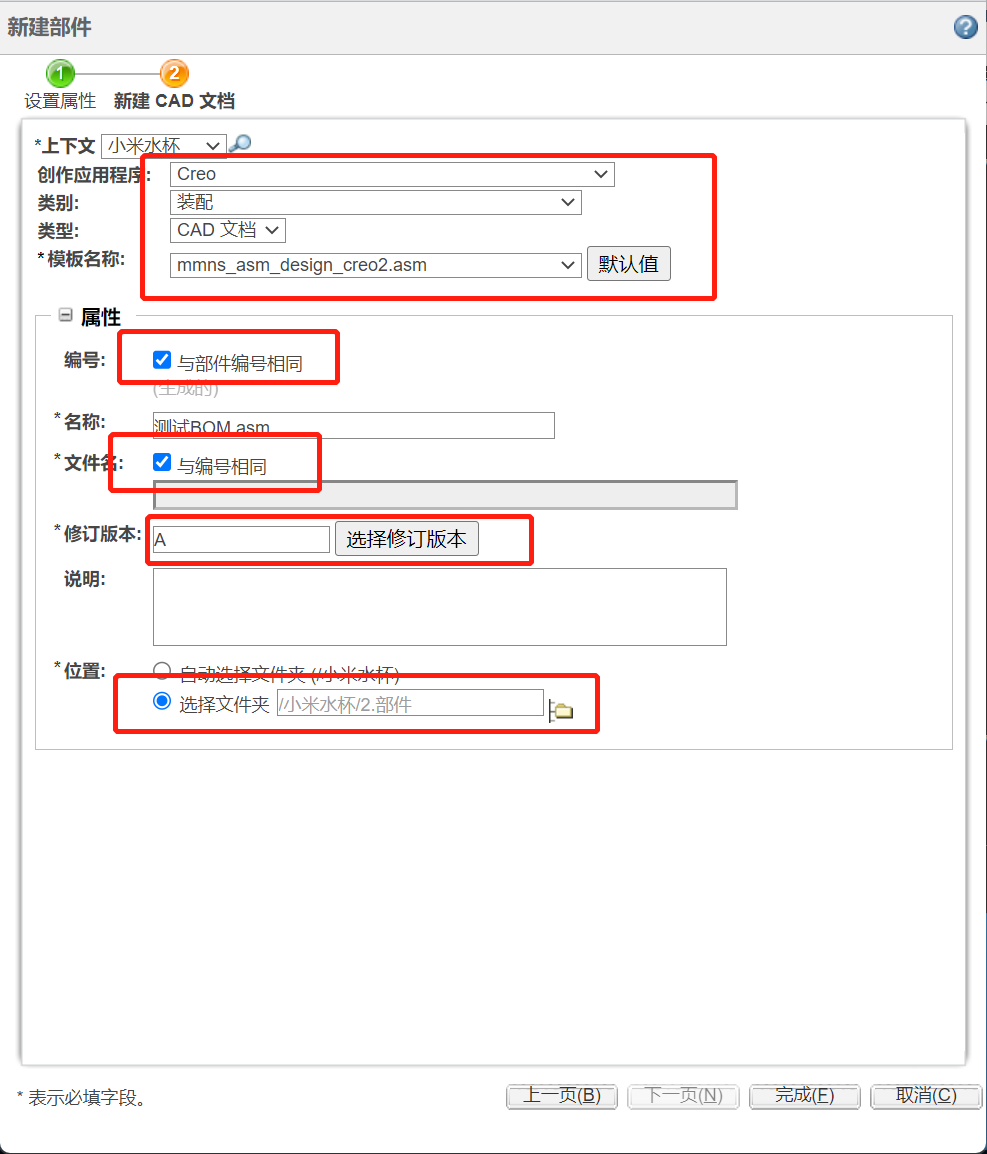 新建部件
1 2
设置属性 新建 CAD 文档
*上下文 小米水杯
创作应用程序: Creo
类别: 装配
类型: CAD 文档
*模板名称: mmns_asm_design_creo2.asm 默认值
属性
编号: 与部件编号相同
(生成的)
*名称: 测试BOM.asm
*文件名: 与编号相同
*修订版本: A 选择修订版本
说明:
*位置: 自动选择文件夹 (/小米水杯)
选择文件夹 /小米水杯/2.部件
* 表示必填字段。
上一页(B) 下一页(N) 完成(F) 取消(C)